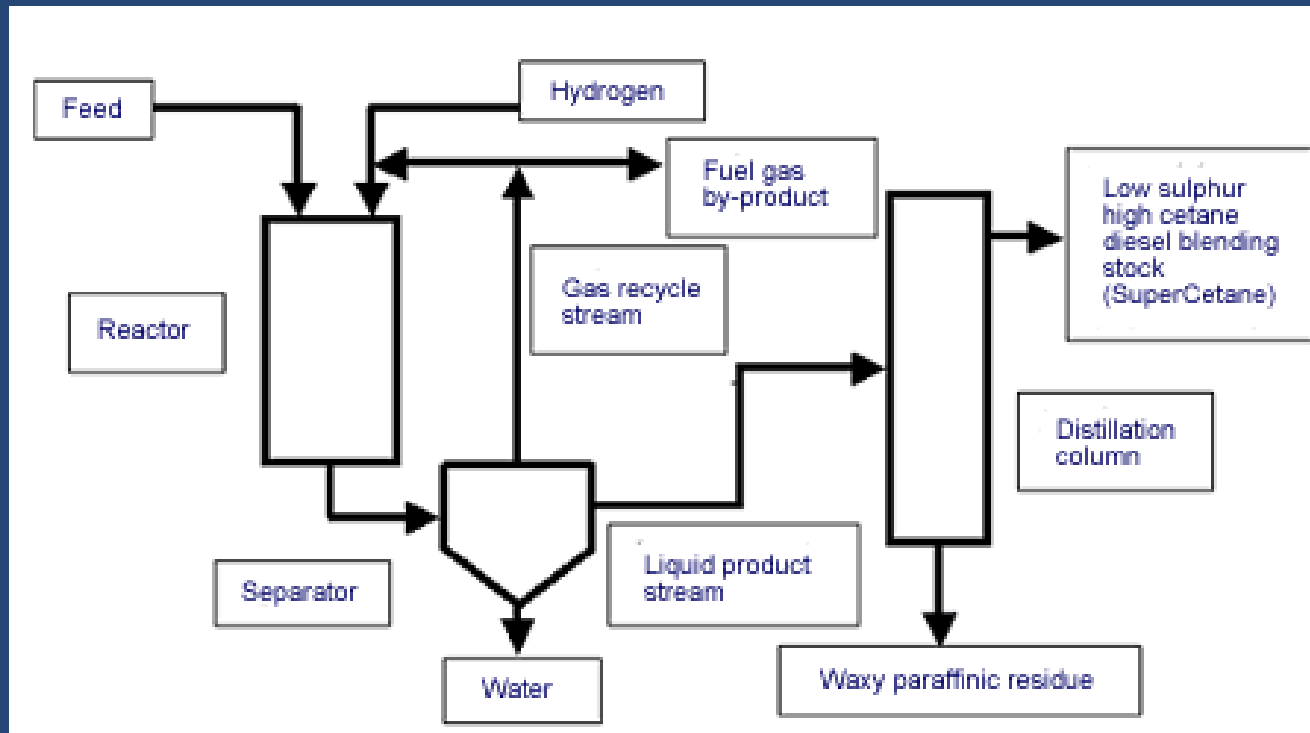 Feed
Hydrogen
Fuel gas
by-product
Low sulphur
high cetane
diesel blending
stock
(SuperCetane)
Gas recycle
stream
Reactor
Distillation
column
Separator
Liquid product
stream
Water
Waxy paraffinic residue